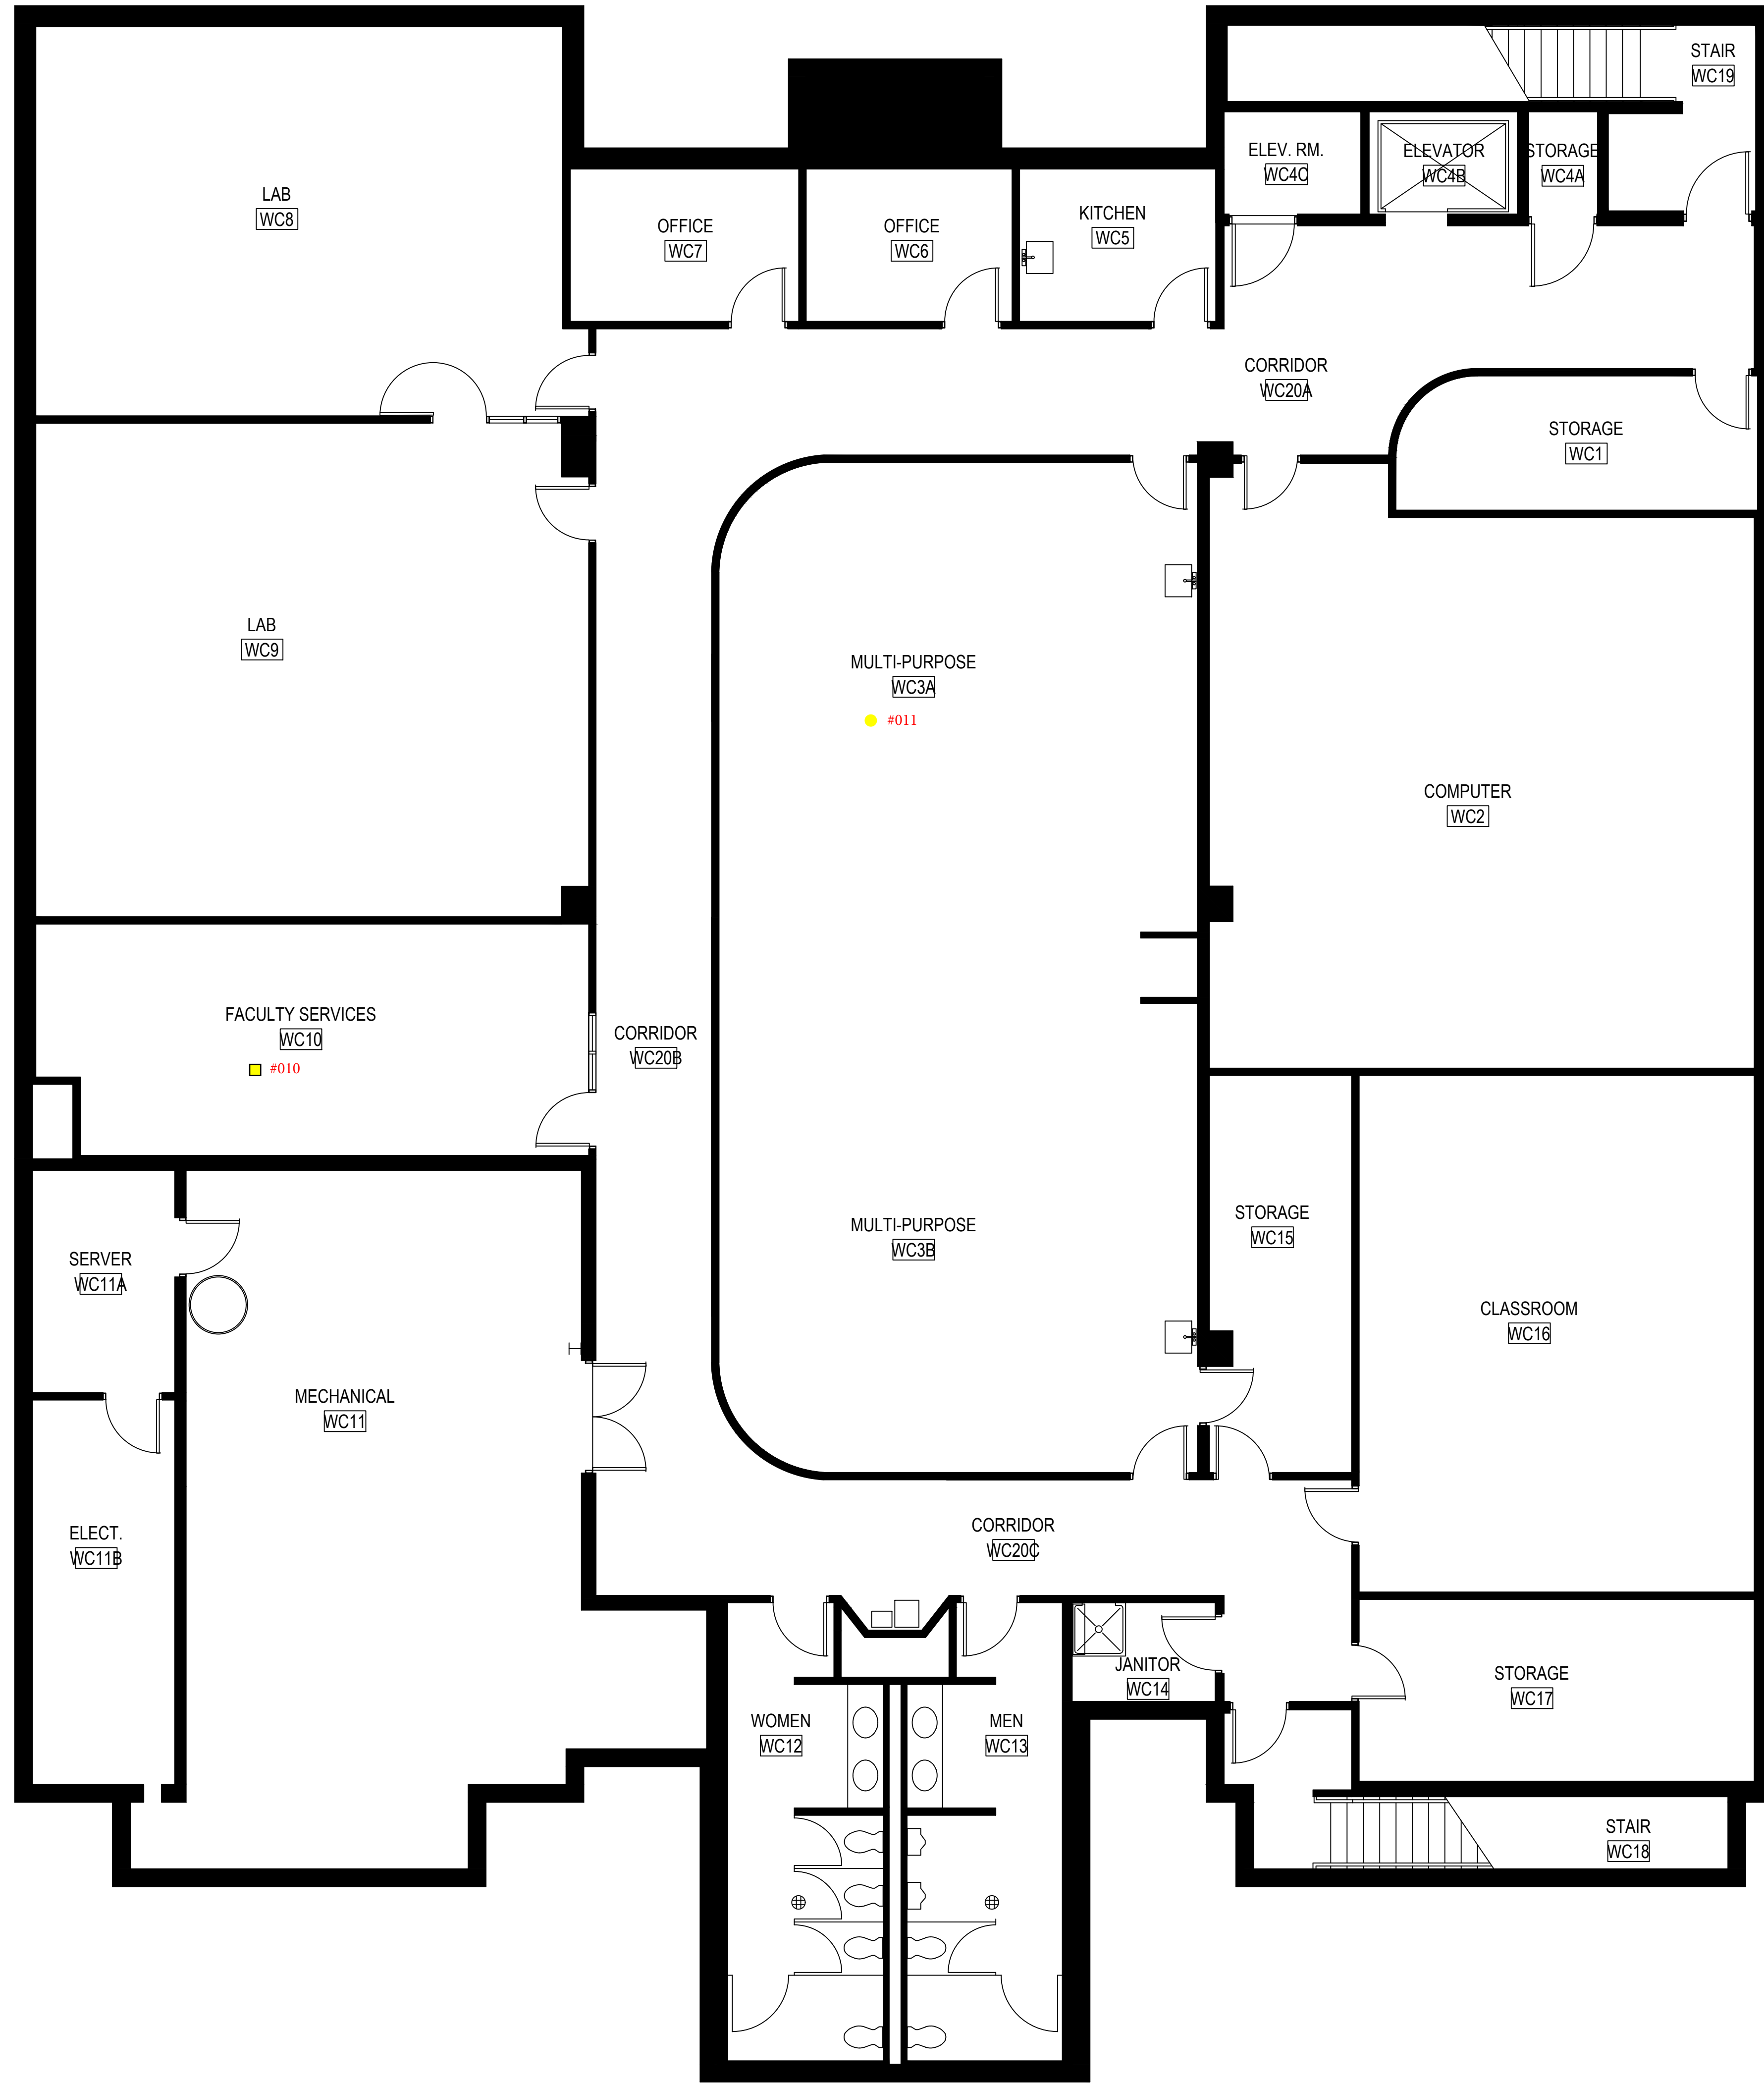 STAIR
WC19
ELEV. RM.
WC4C
ELEVATOR
WC4B
STORAGE
WC4A
LAB
WC8
OFFICE
WC7
OFFICE
WC6
KITCHEN
WC5
CORRIDOR
WC20A
STORAGE
WC1
LAB
WC9
MULTI-PURPOSE
WC3A
#011
COMPUTER
WC2
FACULTY SERVICES
WC10
#010
CORRIDOR
WC20B
MULTI-PURPOSE
WC3B
STORAGE
WC15
SERVER
WC11A
CLASSROOM
WC16
MECHANICAL
WC11
ELECT.
WC11B
CORRIDOR
WC20C
JANITOR
WC14
STORAGE
WC17
WOMEN
WC12
MEN
WC13
STAIR
WC18